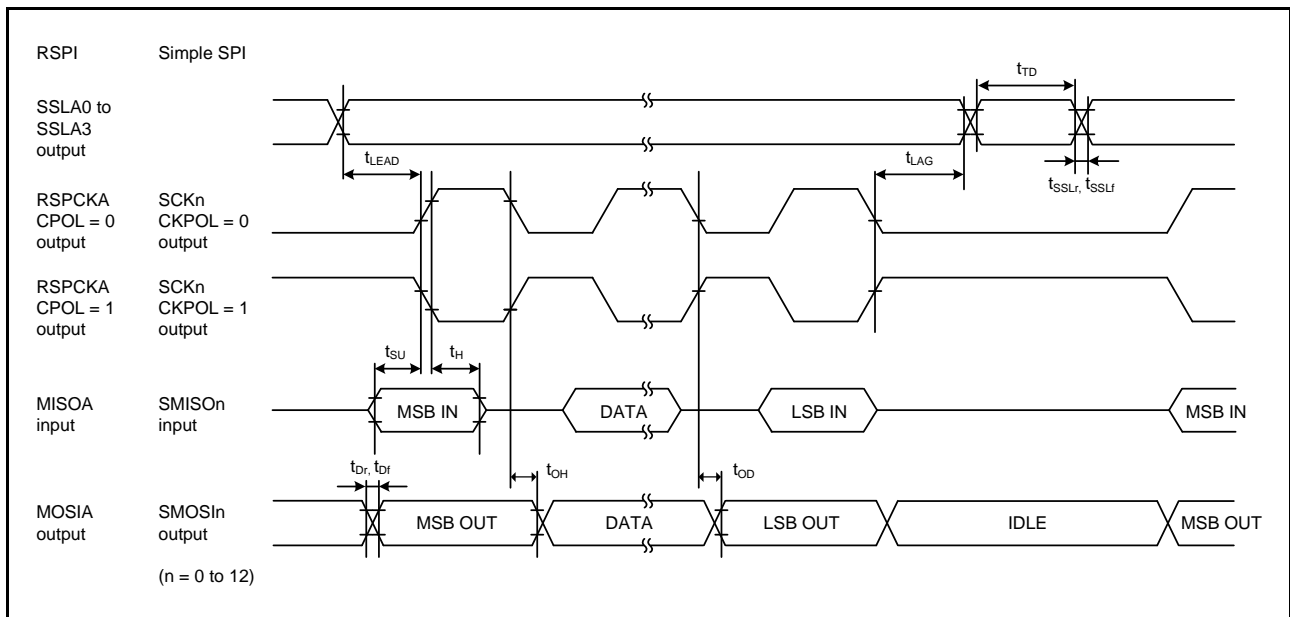 RSPI Simple SPI
SSLA0 to
SSLA3
output
tTD
tLEAD
tLAG
tSSLr, tSSLf
RSPCKA SCKn
CPOL = 0 CKPOL = 0
output output
RSPCKA SCKn
CPOL = 1 CKPOL = 1
output output
tSU tH
MISOA SMISOn
input input
MSB IN DATA LSB IN MSB IN
tDr, tDf tOH tOD
MOSIA SMOSIn
output output
MSB OUT DATA LSB OUT IDLE MSB OUT
(n = 0 to 12)